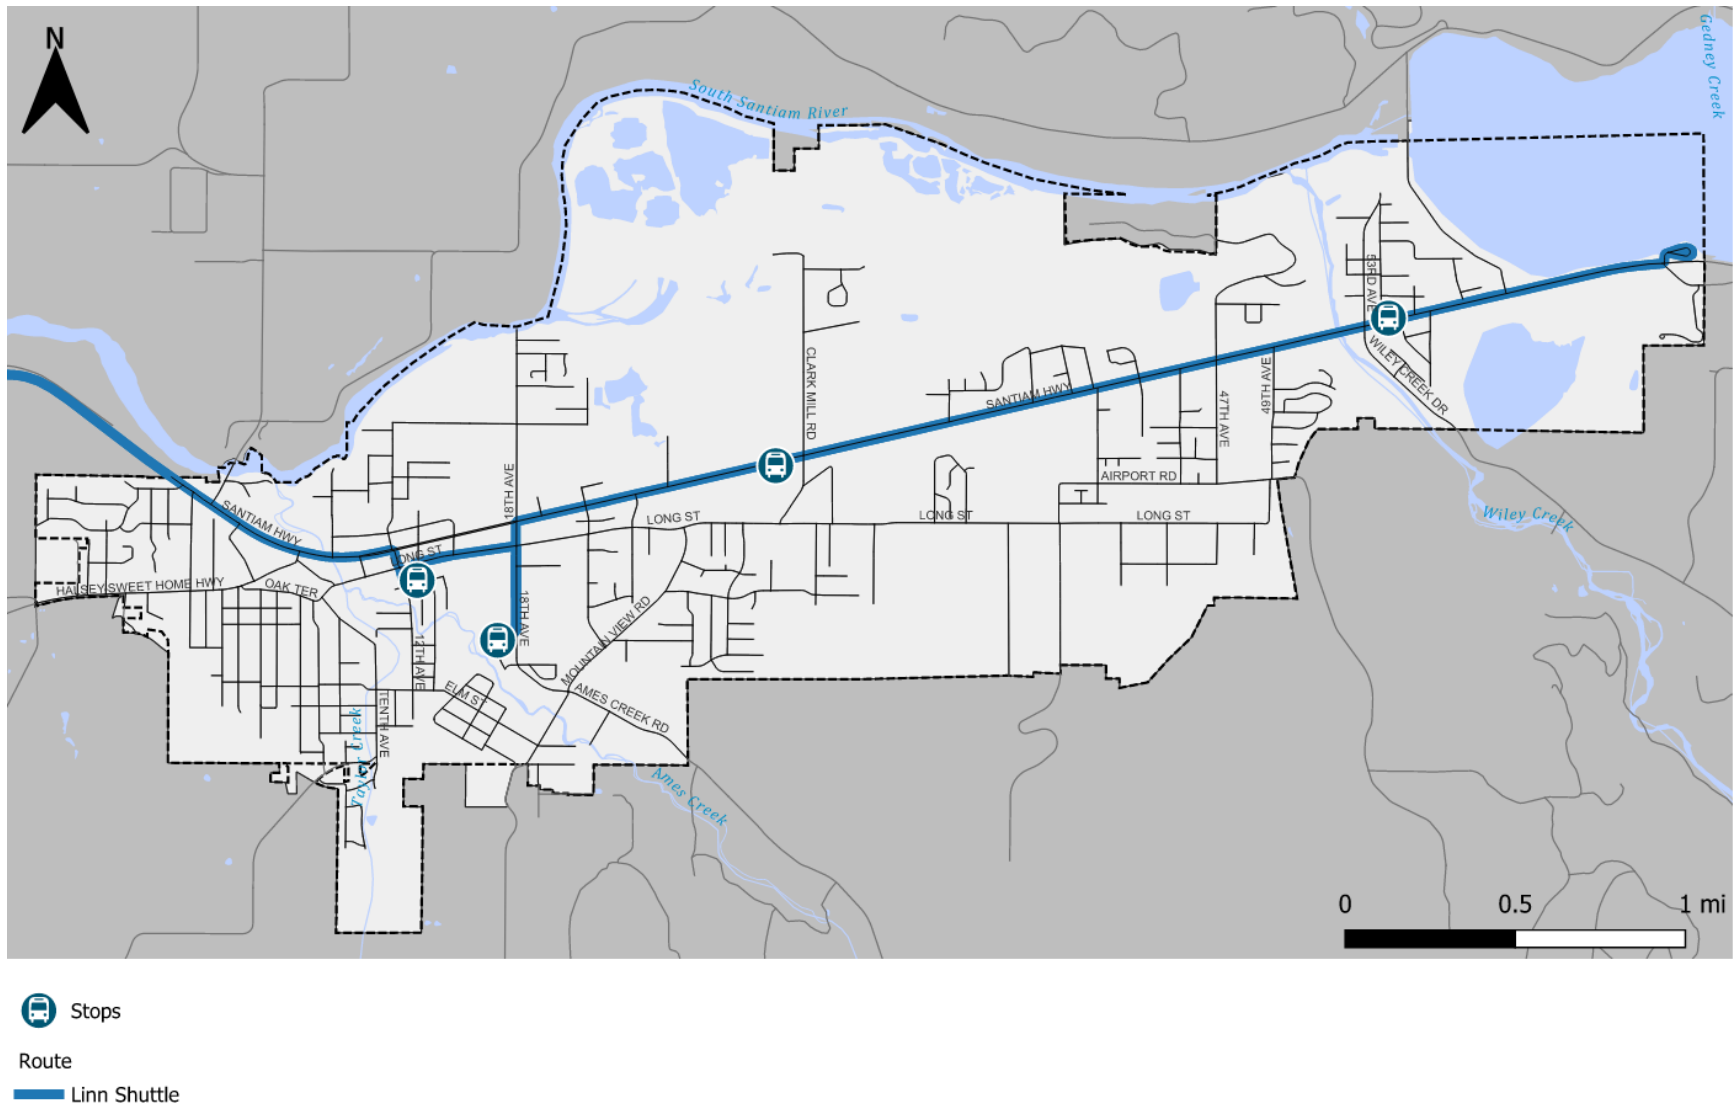 N
Gedney Creek
South Santiam River
53RD AVE
WILEY CREEK DR
CLARK MILL RD
SANTIAM HWY
49TH AVE
47TH AVE
18TH AVE
AIRPORT RD
SANTIAM HWY
LONG ST
LONG ST
LONG ST
Wiley Creek
LONG ST
HALSEY-SWEET HOME HWY
OAK TER
18TH AVE
12TH AVE
MOUNTAIN VIEW RD
ELM ST
AMES CREEK RD
TENTH AVE
Taylor Creek
Ames Creek
0 0.5 1 mi
Stops
Route
Linn Shuttle